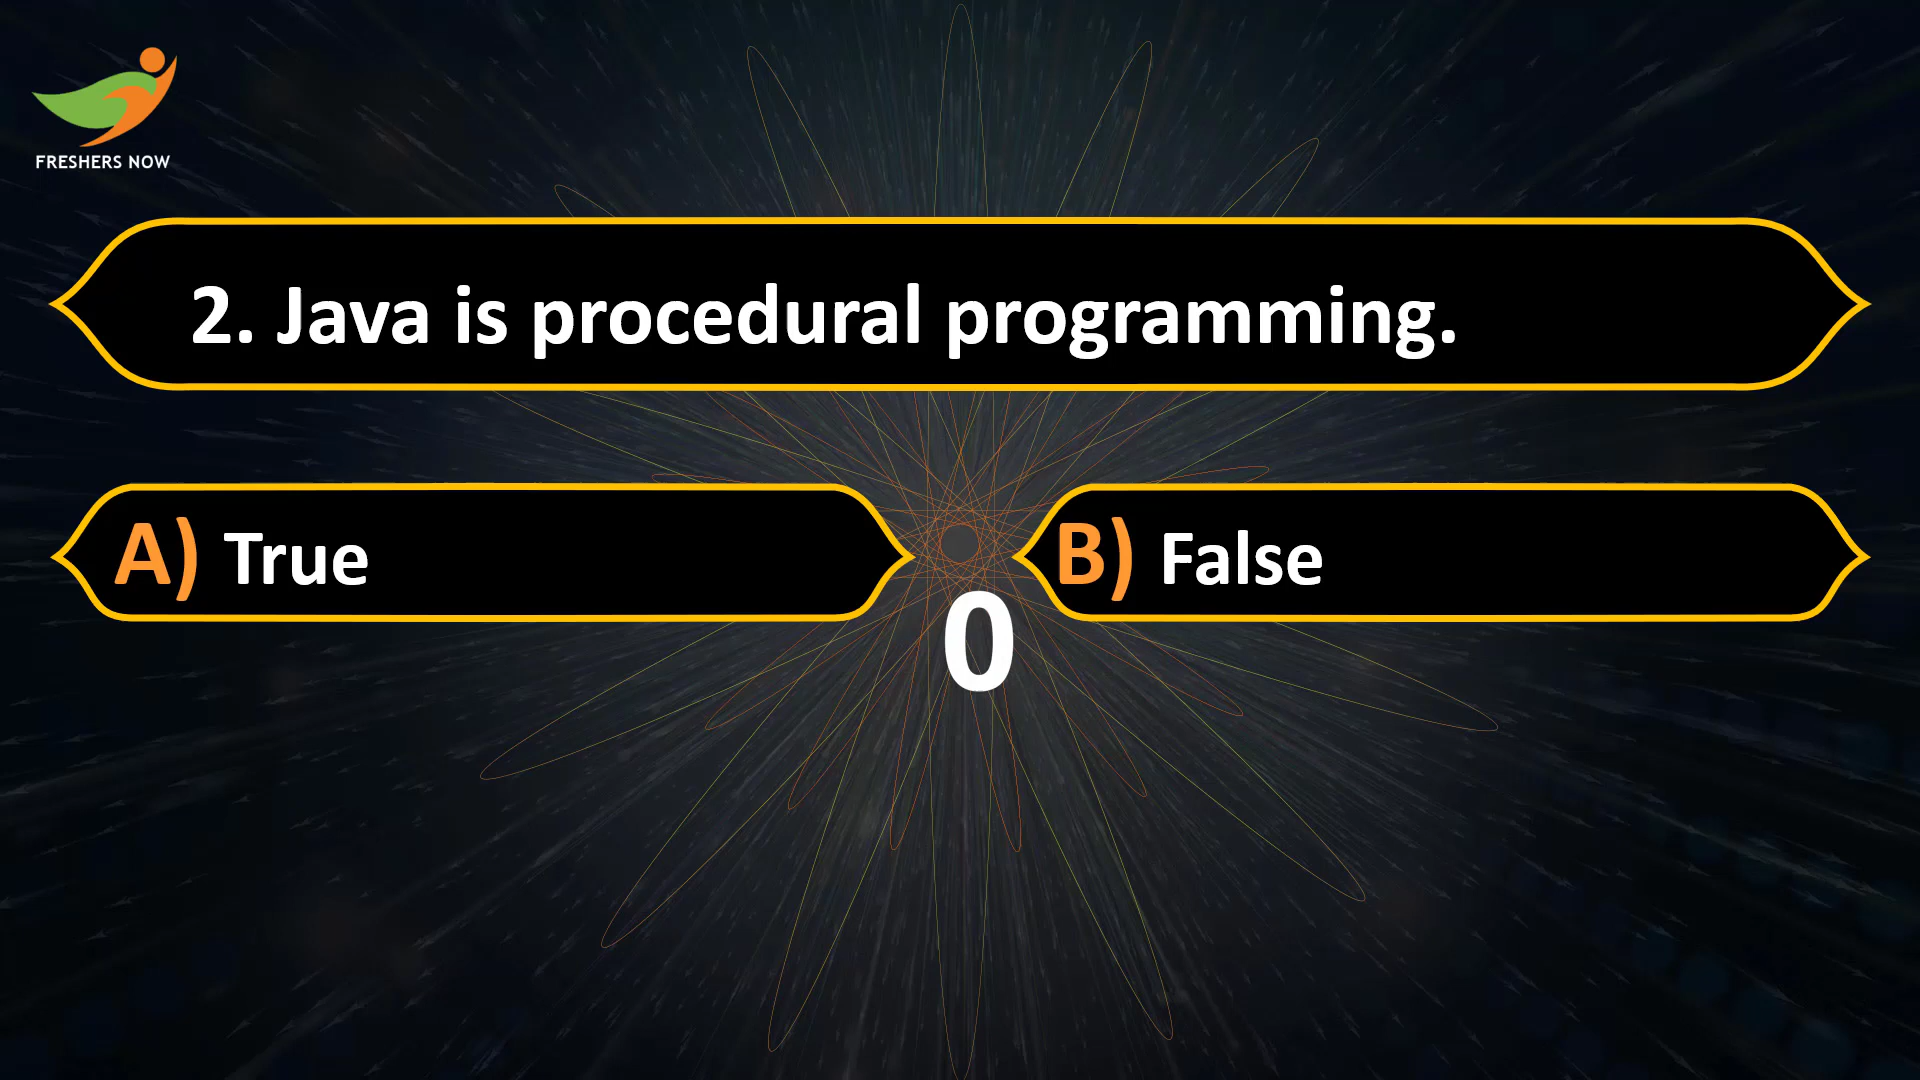 FRESHERS NOW
2. Java is procedural programming.
A) True
B) False
0